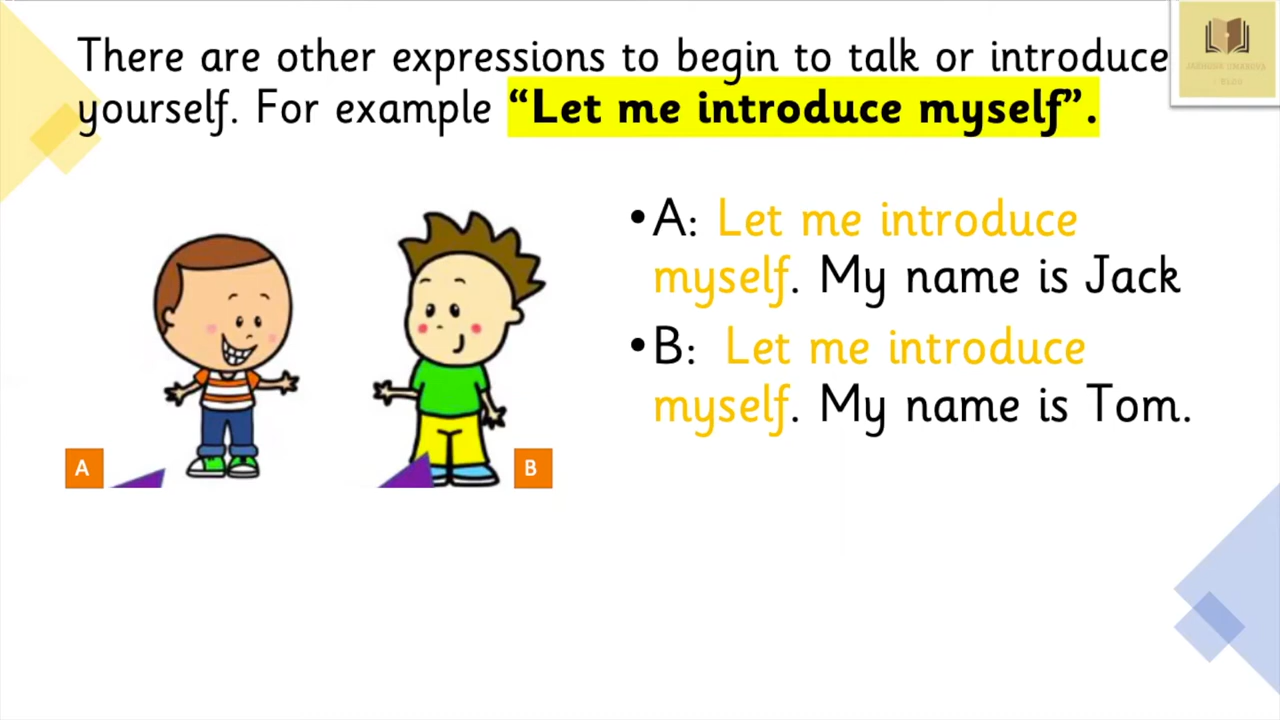 There are other expressions to begin to talk or introduce
yourself. For example “Let me introduce myself”.
•A: Let me introduce
myself. My name is Jack
•B: Let me introduce
myself. My name is Tom.
A
B